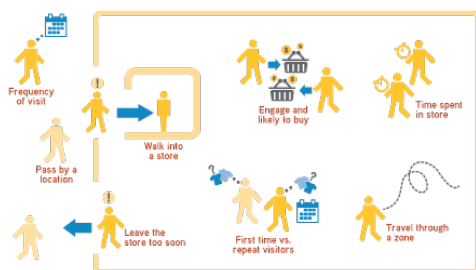 Frequency
of visit
Pass by a
location
Walk into
a store
Engage and
likely to buy
Time spent
in store
Leave the
store too soon
First time vs.
repeat visitors
Travel through
a zone